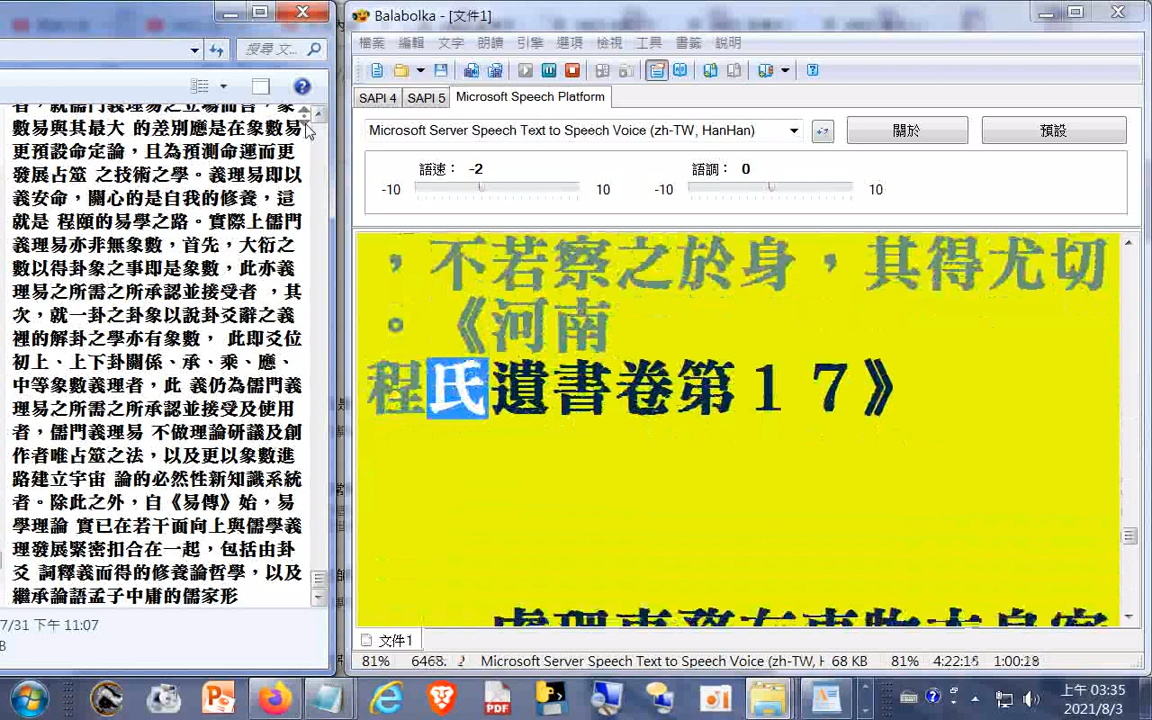 搜尋 文...
者，就儒門義理易之立場而言，象
數易與其最大 的差別應是在象數易
更預設命定論，且為預測命運而更
發展占筮 之技術之學。義理易即以
義安命，關心的是自我的修養，這
就是 程頤的易學之路。實際上儒門
義理易亦非無象數，首先，大衍之
數以得卦象之事即是象數，此亦義
理易之所需之所承認並接受者 ，其
次，就一卦之卦象以說卦爻辭之義
裡的解卦之學亦有象數， 此即爻位
初上、上下卦關係、承、乘、應、
中等象數義理者，此 義仍為儒門義
理易之所需之所承認並接受及使用
者，儒門義理易 不做理論研議及創
作者唯占筮之法，以及更以象數進
路建立宇宙 論的必然性新知識系統
者。除此之外，自《易傳》始，易
學理論 實已在若干面向上與儒學義
理發展緊密扣合在一起，包括由卦
爻 詞釋義而得的修養論哲學，以及
繼承論語孟子中庸的儒家形
7/31 下午 11:07
B
Balabolka - [文件1]
檔案 編輯 文字 朗讀 引擎 選項 檢視 工具 書籤 說明
SAPI 4 SAPI 5 Microsoft Speech Platform
Microsoft Server Speech Text to Speech Voice (zh-TW, HanHan) 關於 預設
語速： -2 語調： 0
-10 10 -10 10
，不若察之於身，其得尤切
。《河南
程氏遺書卷第１７》
文件1
81% 6468. Microsoft Server Speech Text to Speech Voice (zh-TW, H 68 KB 81% 4:22:15 1:00:28
上午 03:35
2021/8/3